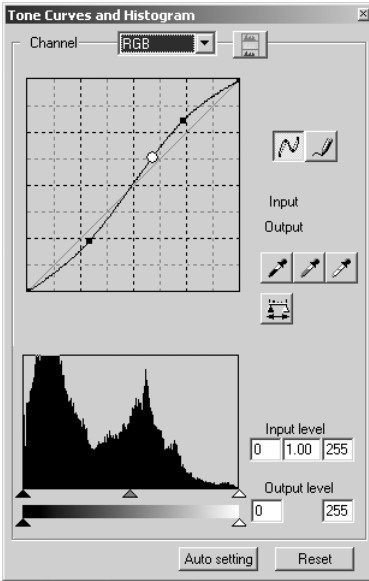 Tone Curves and Histogram
Channel RGB
Input
Output
Input level
0 1.00 255
Output level
0 255
Auto setting Reset